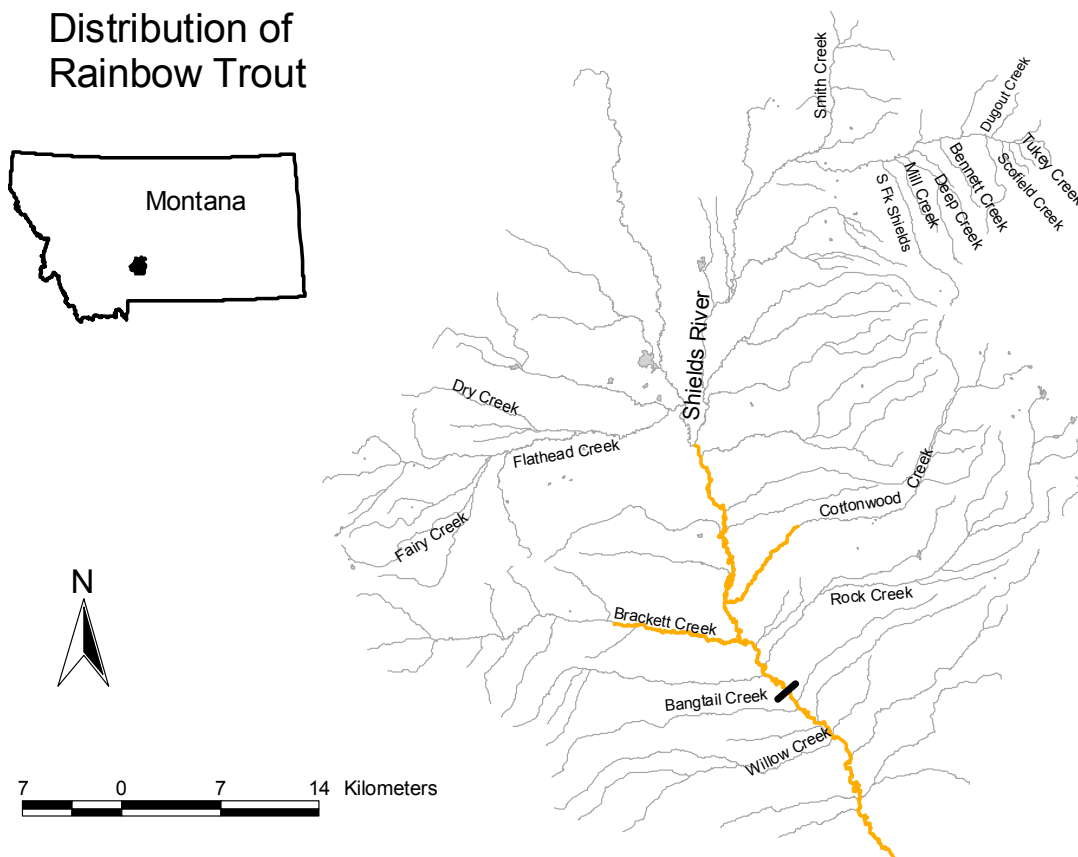 Distribution of
Rainbow Trout
Montana
Smith Creek
Dugout Creek
Tukey Creek
Scofield Creek
Bennett Creek
Deep Creek
Mill Creek
S Fk Shields
Shields River
Dry Creek
Flathead Creek
Fairy Creek
Cottonwood
Creek
Rock Creek
Brackett Creek
Bangtail Creek
Willow Creek
N
7 0 7 14 Kilometers